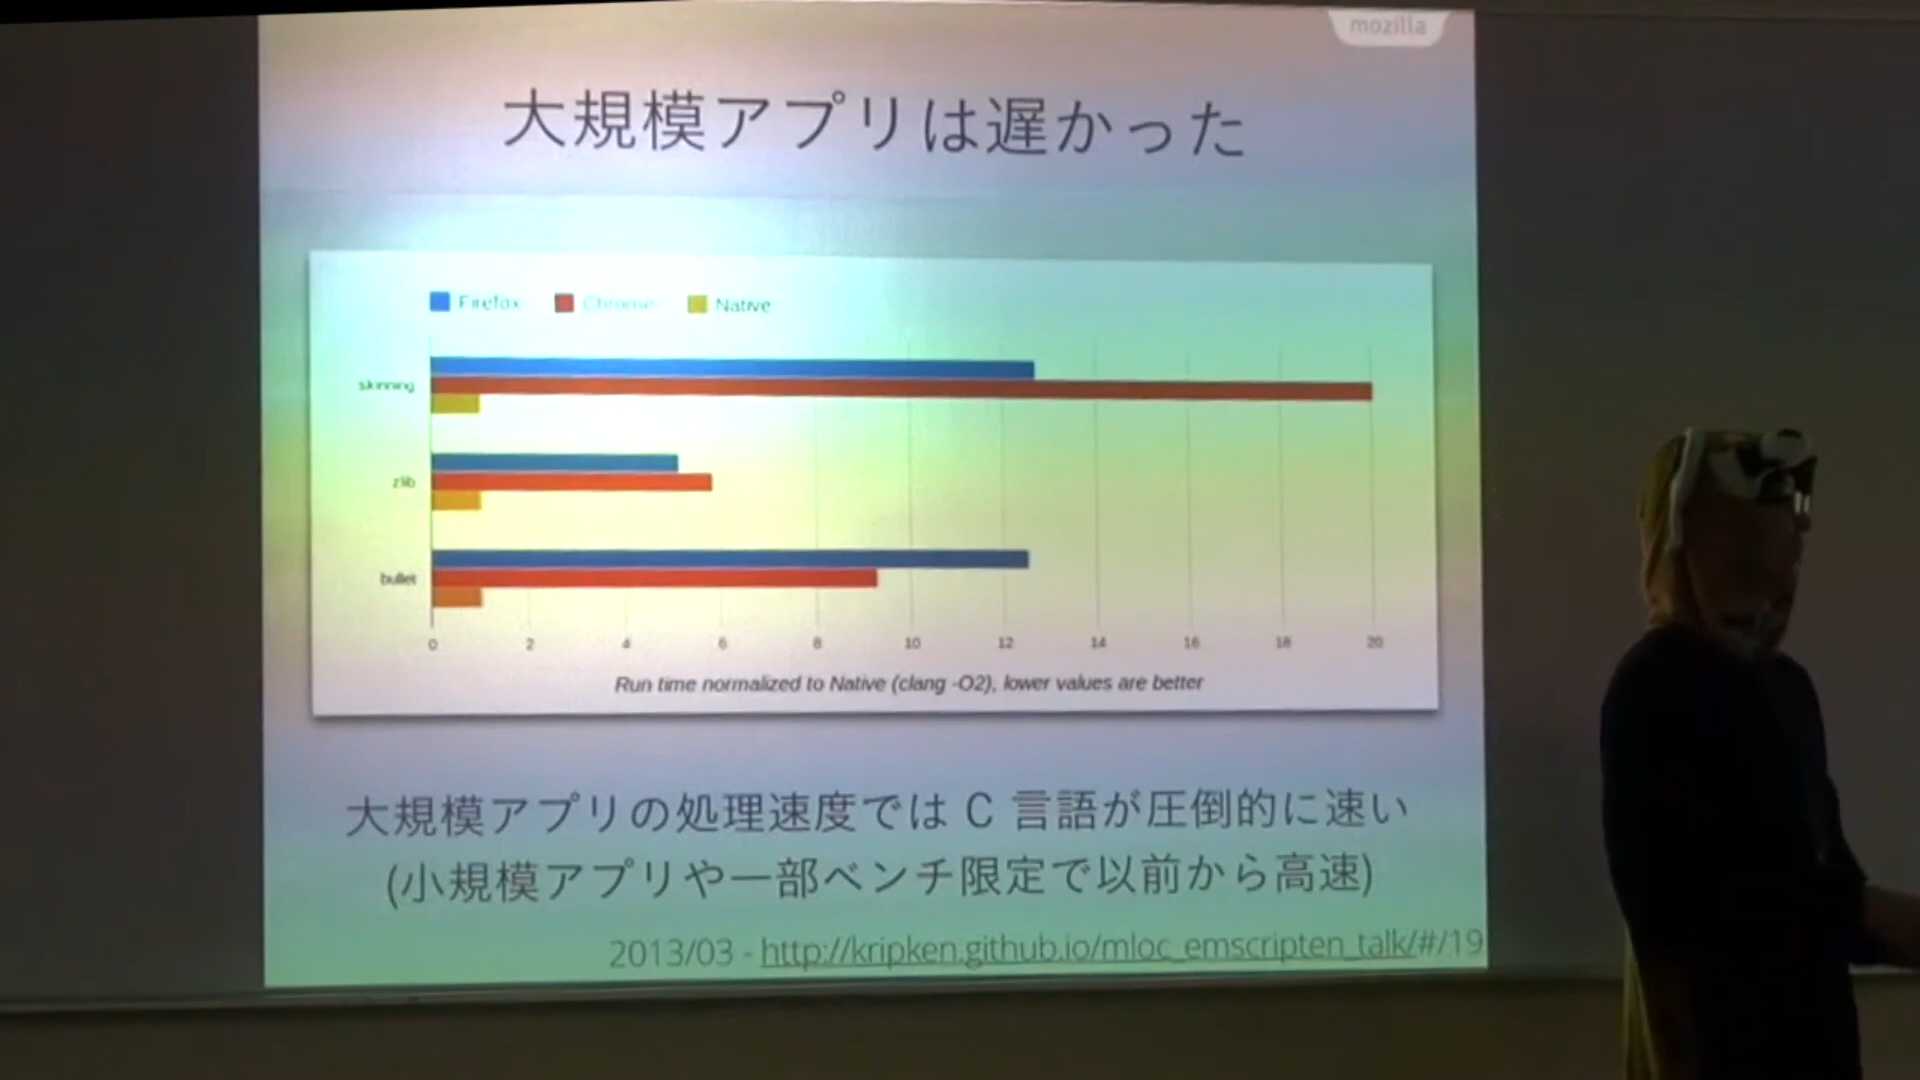 mozilla
大規模アプリは遅かった
Firefox Chrome Native
skinning
zlib
bullet
0 2 4 6 8 10 12 14 16 18 20
Run time normalized to Native (clang -O2), lower values are better
大規模アプリの処理速度では C 言語が圧倒的に速い
(小規模アプリや一部ベンチ限定で以前から高速)
2013/03 - http://kripken.github.io/mloc_emscripten_talk/#/19